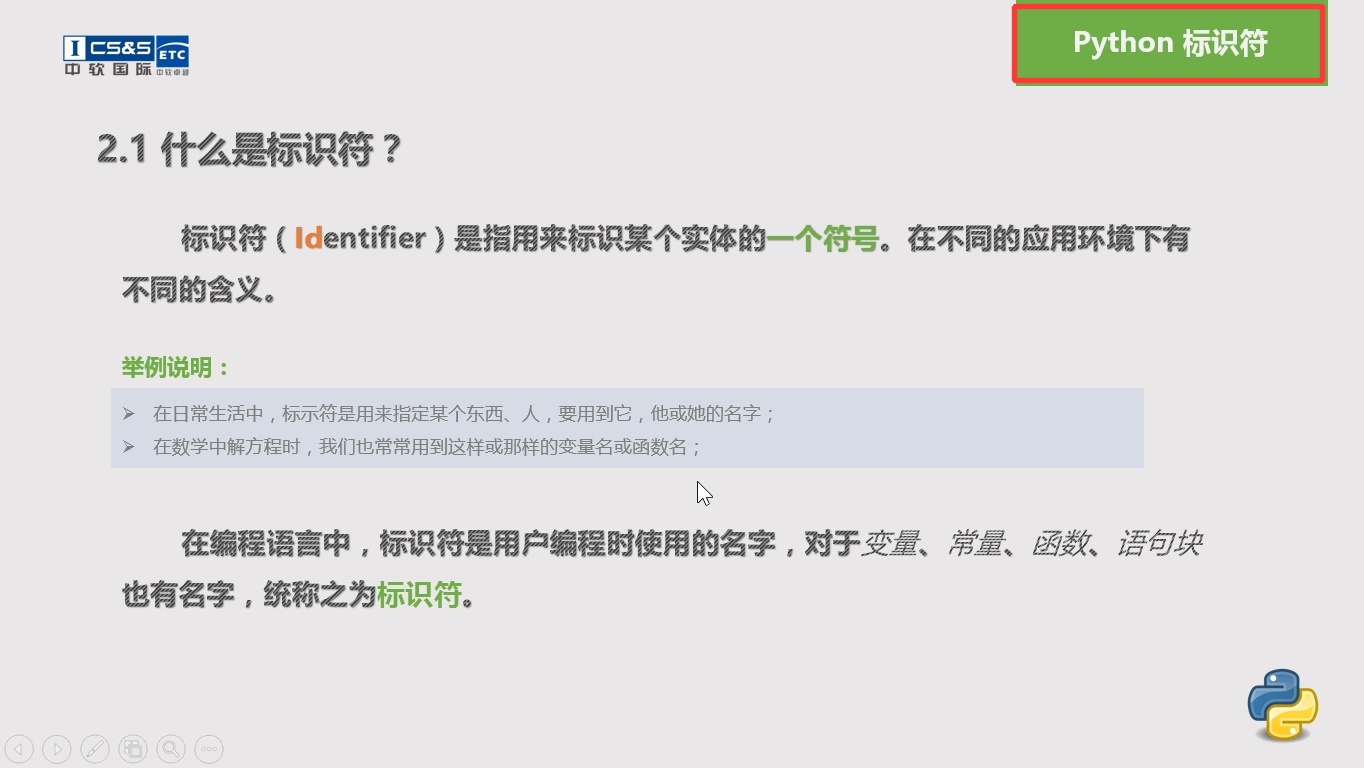 I CS&S ETC
中软国际 中软卓越
Python 标识符
2.1 什么是标识符？
标识符（Identifier）是指用来标识某个实体的一个符号。在不同的应用环境下有
不同的含义。
举例说明：
在日常生活中，标示符是用来指定某个东西、人，要用到它，他或她的名字；
在数学中解方程时，我们也常常用到这样或那样的变量名或函数名；
在编程语言中，标识符是用户编程时使用的名字，对于变量、常量、函数、语句块
也有名字，统称之为标识符。